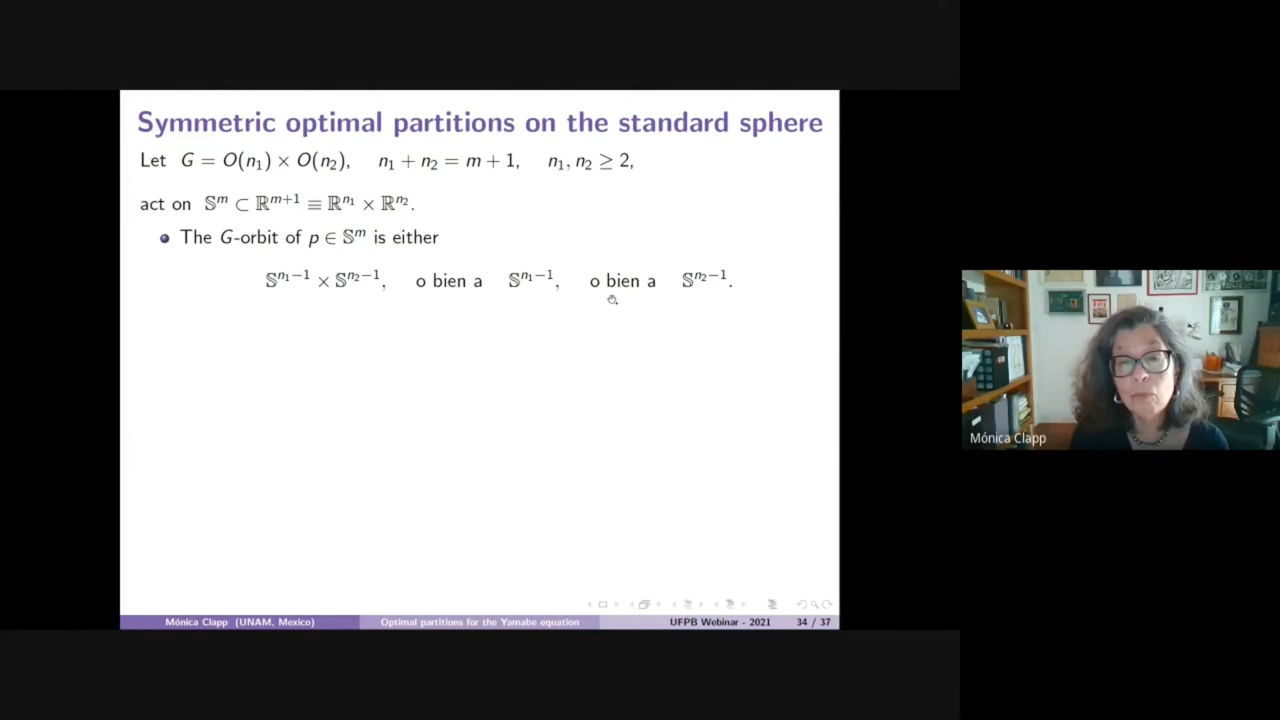 Symmetric optimal partitions on the standard sphere
Let G = O(n₁) × O(n₂), n₁ + n₂ = m + 1, n₁, n₂ ≥ 2,
act on 𝕊ᵐ ⊂ ℝᵐ⁺¹ ≡ ℝⁿ¹ × ℝⁿ².
• The G-orbit of p ∈ 𝕊ᵐ is either
𝕊ⁿ¹⁻¹ × 𝕊ⁿ²⁻¹, o bien a 𝕊ⁿ¹⁻¹, o bien a 𝕊ⁿ²⁻¹.
Mónica Clapp
Mónica Clapp (UNAM, Mexico) Optimal partitions for the Yamabe equation UFPB Webinar - 2021 34 / 37